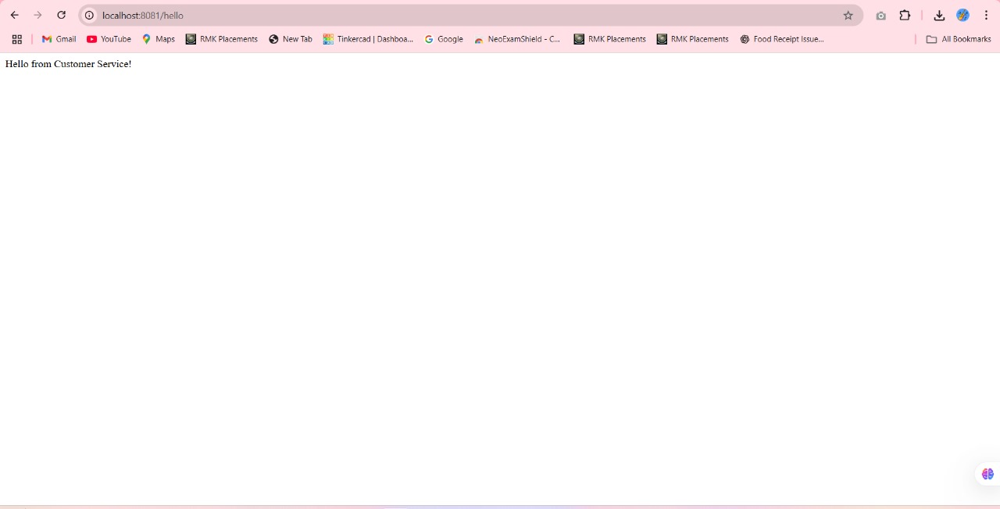 localhost:8081/hello
Gmail YouTube Maps RMK Placements New Tab Tinkercad | Dashboa... Google NeoExamShield - C... RMK Placements RMK Placements Food Receipt Issue... All Bookmarks
Hello from Customer Service!